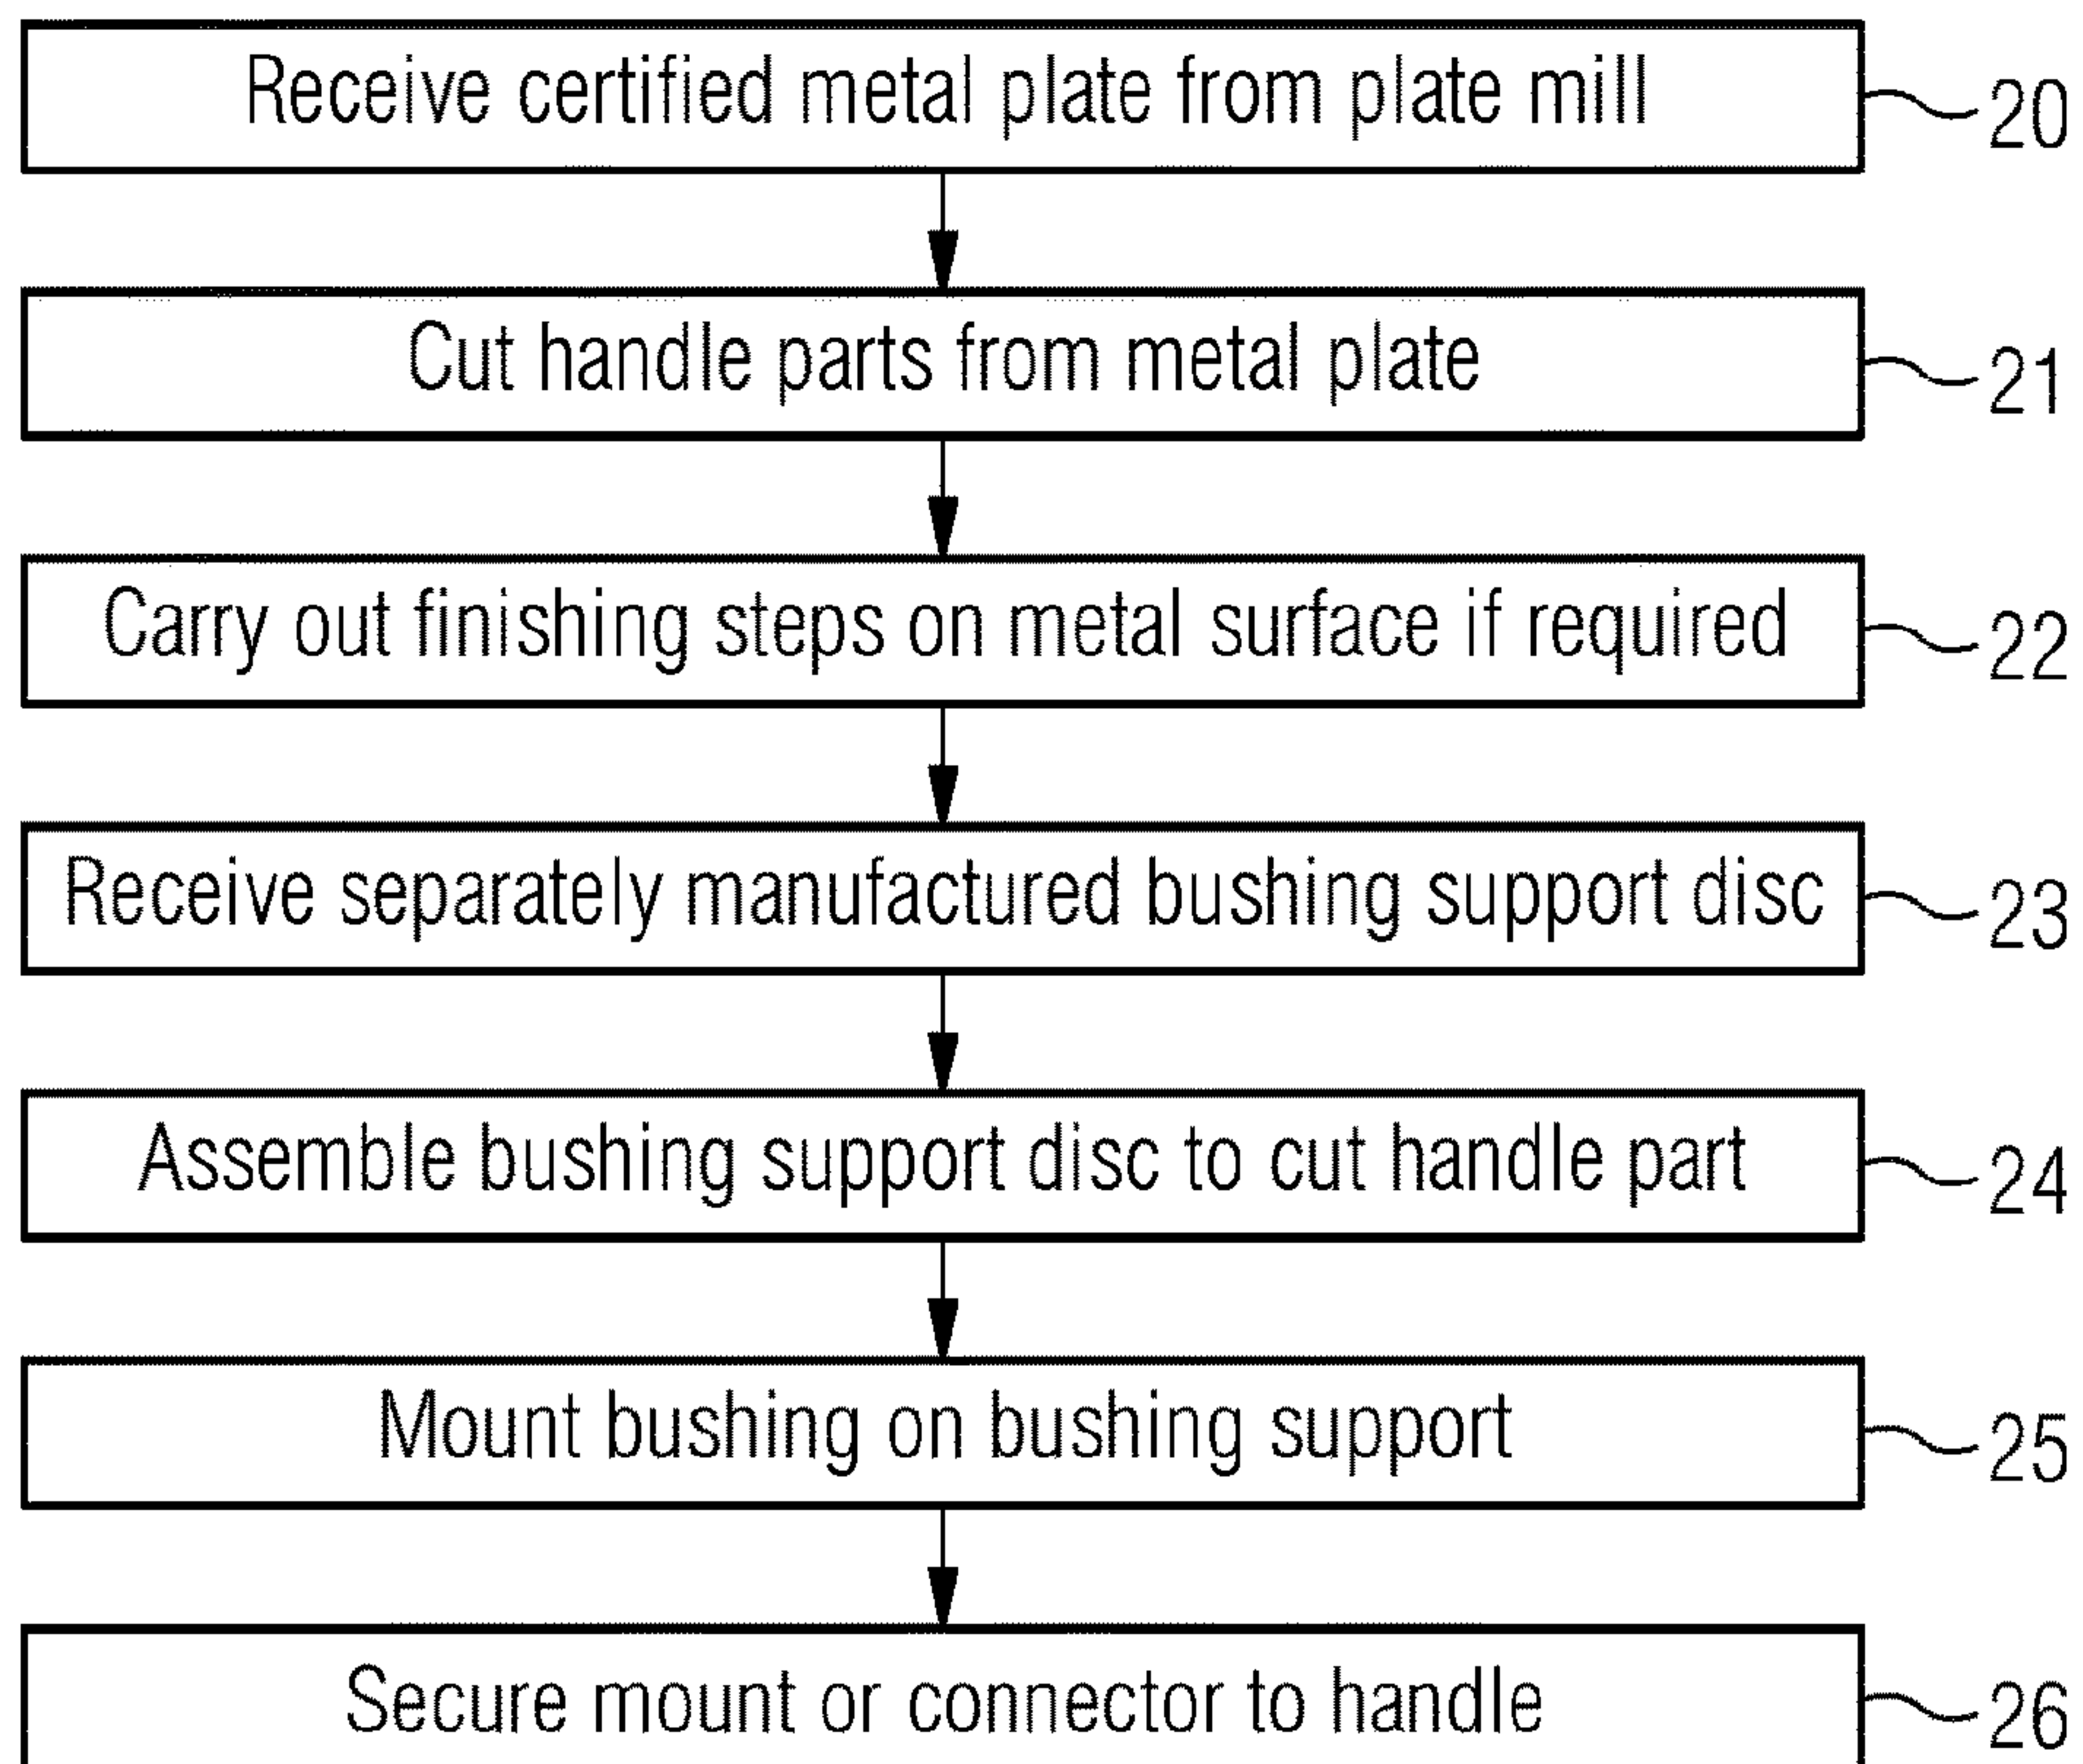 Receive certified metal plate from plate mill 20
Cut handle parts from metal plate 21
Carry out finishing steps on metal surface if required 22
Receive separately manufactured bushing support disc 23
Assemble bushing support disc to cut handle part 24
Mount bushing on bushing support 25
Secure mount or connector to handle 26